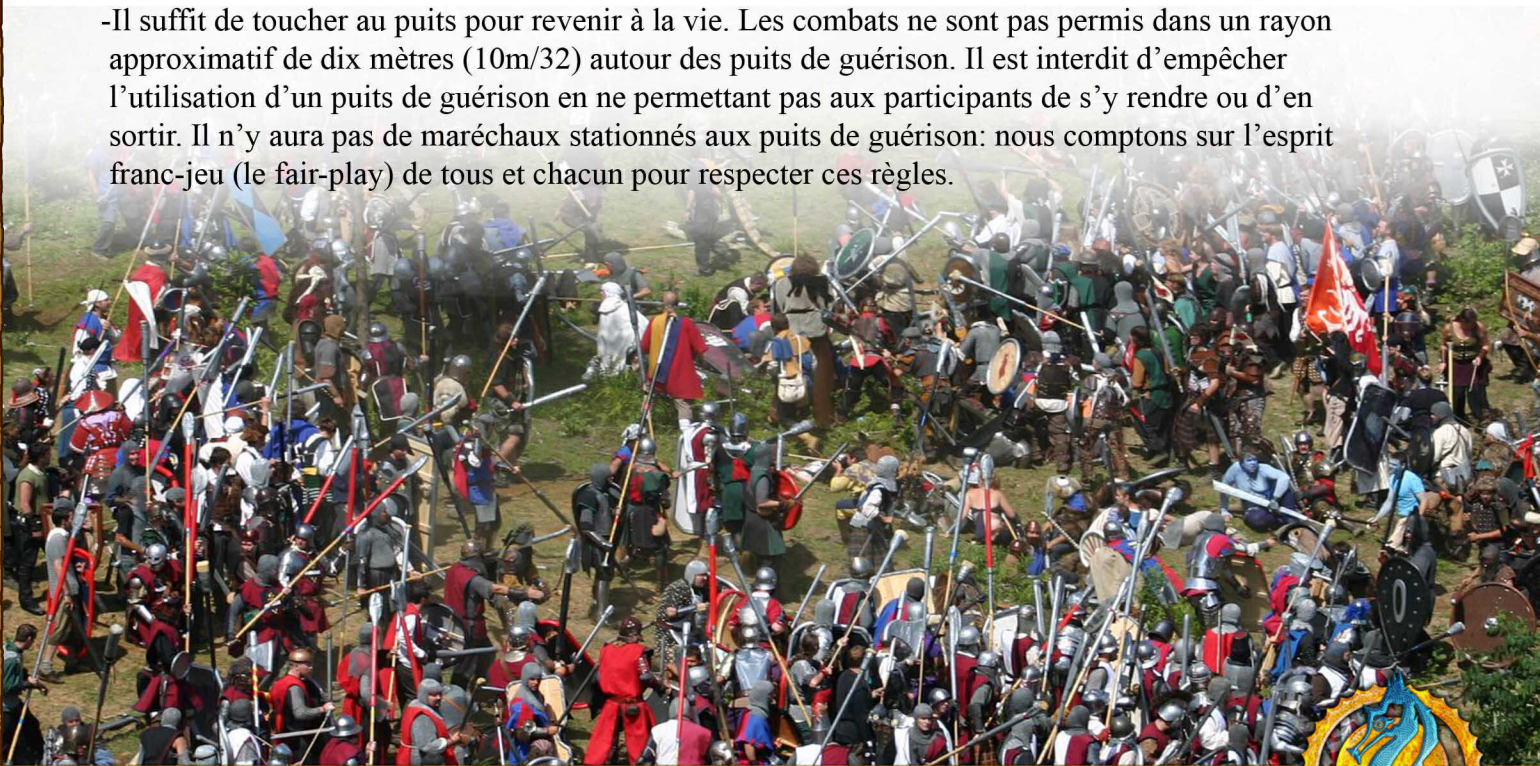 -Il suffit de toucher au puits pour revenir à la vie. Les combats ne sont pas permis dans un rayon
approximatif de dix mètres (10m/32) autour des puits de guérison. Il est interdit d’empêcher
l’utilisation d’un puits de guérison en ne permettant pas aux participants de s’y rendre ou d’en
sortir. Il n’y aura pas de maréchaux stationnés aux puits de guérison: nous comptons sur l’esprit
franc-jeu (le fair-play) de tous et chacun pour respecter ces règles.